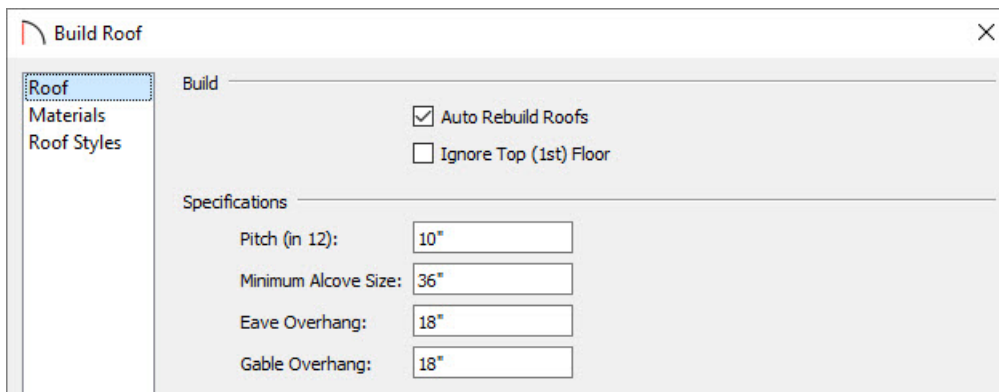 Build Roof
Roof
Materials
Roof Styles
Build
Auto Rebuild Roofs
Ignore Top (1st) Floor
Specifications
Pitch (in 12): 10"
Minimum Alcove Size: 36"
Eave Overhang: 18"
Gable Overhang: 18"